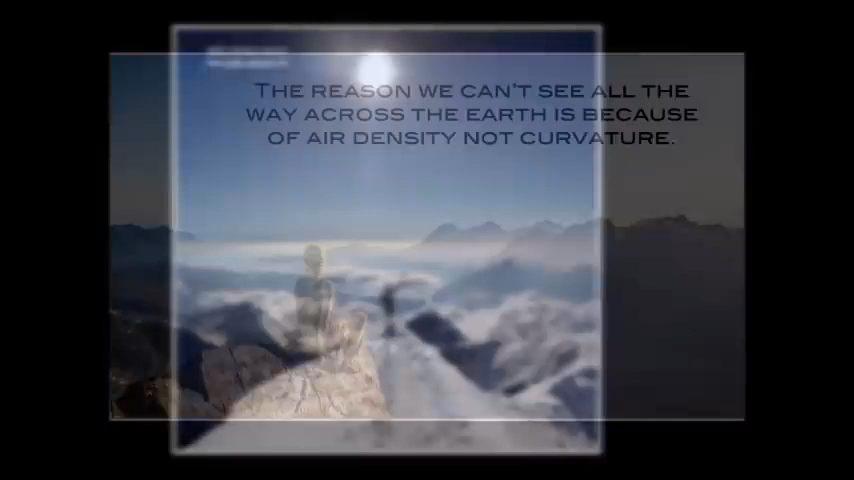 THE REASON WE CAN'T SEE ALL THE
WAY ACROSS THE EARTH IS BECAUSE
OF AIR DENSITY NOT CURVATURE.